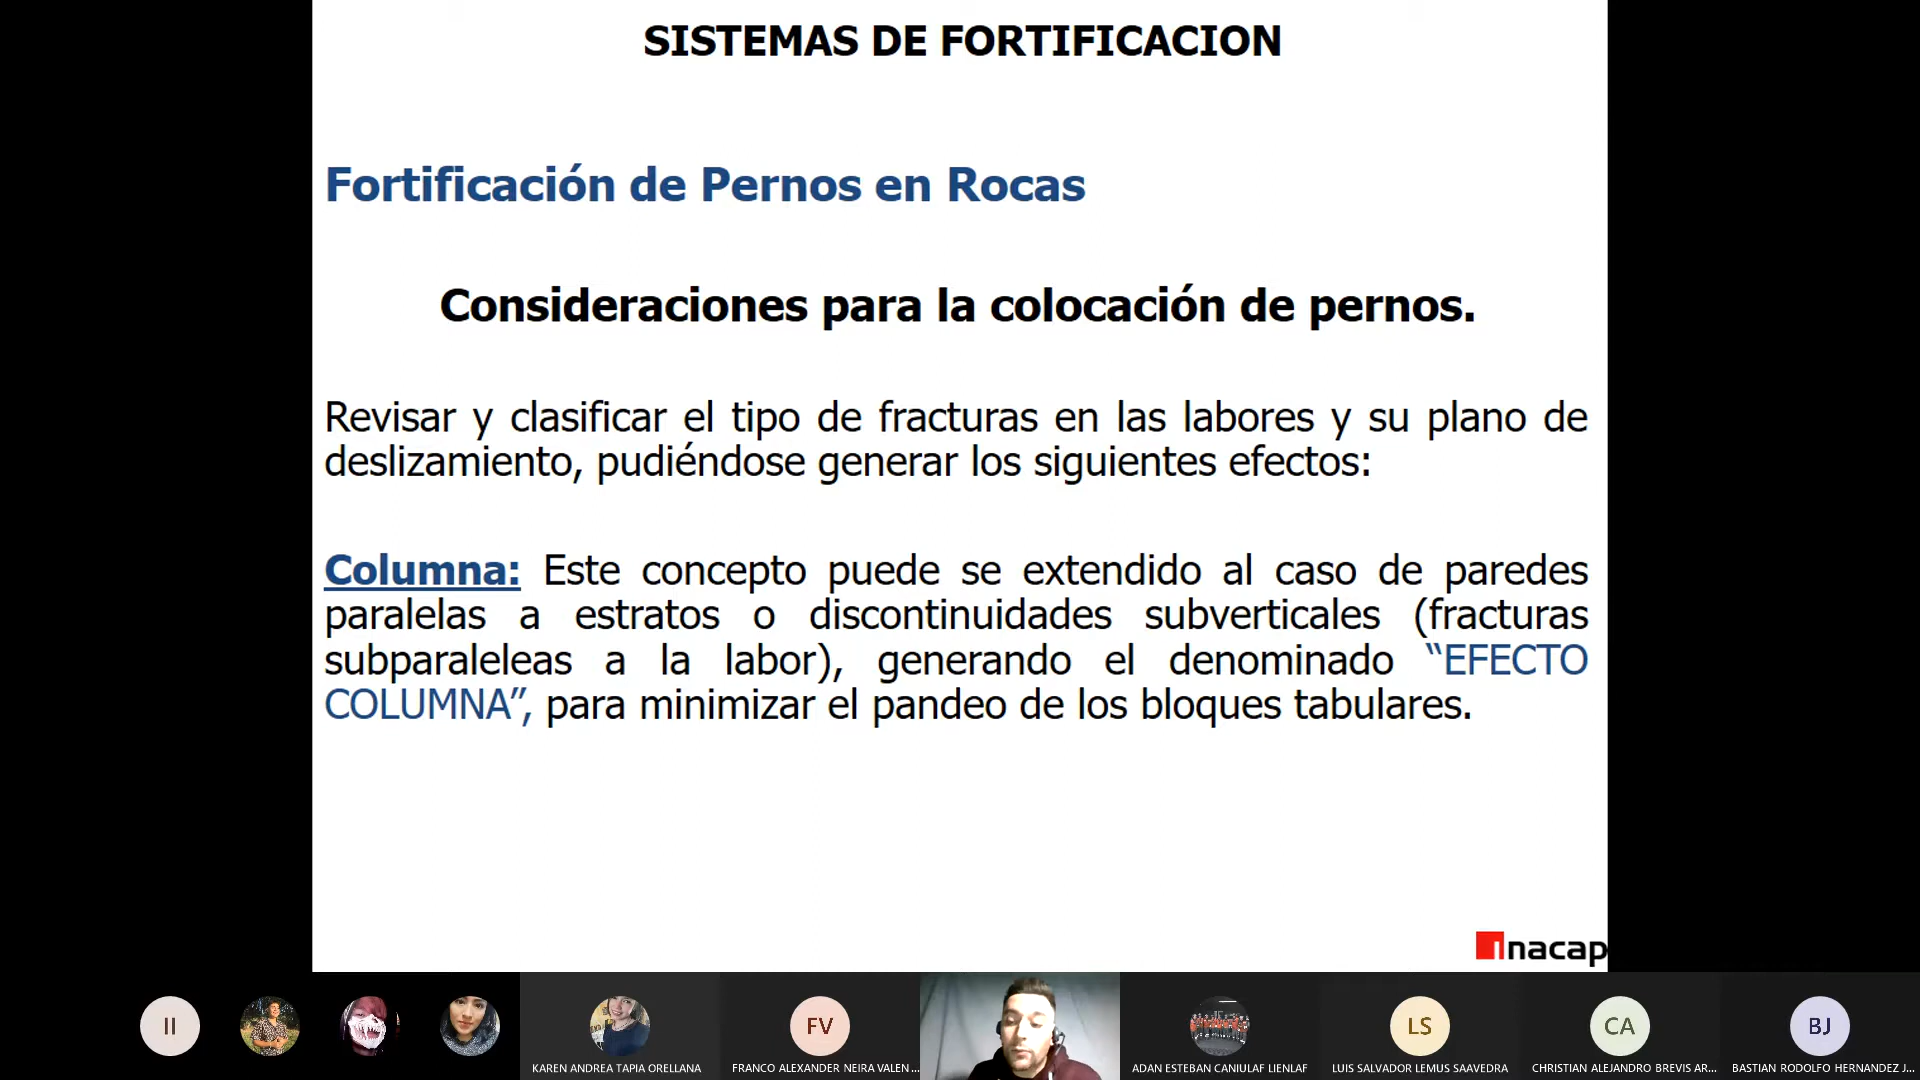 SISTEMAS DE FORTIFICACION
Fortificación de Pernos en Rocas
Consideraciones para la colocación de pernos.
Revisar y clasificar el tipo de fracturas en las labores y su plano de
deslizamiento, pudiéndose generar los siguientes efectos:
Columna: Este concepto puede se extendido al caso de paredes
paralelas a estratos o discontinuidades subverticales (fracturas
subparaleleas a la labor), generando el denominado “EFECTO
COLUMNA”, para minimizar el pandeo de los bloques tabulares.
inacap
II
FV
LS
CA
BJ
KAREN ANDREA TAPIA ORELLANA
FRANCO ALEXANDER NEIRA VALEN...
ADAN ESTEBAN CANIULAF LIENLAF
LUIS SALVADOR LEMUS SAAVEDRA
CHRISTIAN ALEJANDRO BREVIS AR...
BASTIAN RODOLFO HERNANDEZ J...